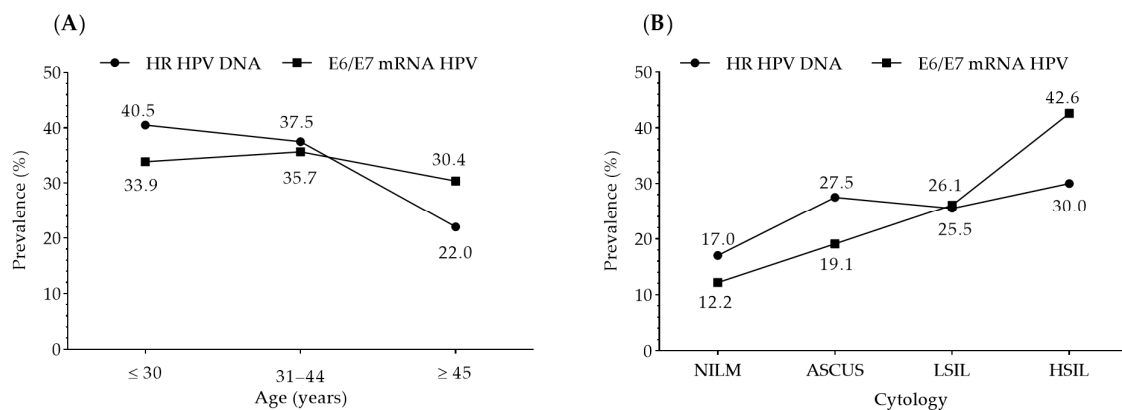 (A)
HR HPV DNA
E6/E7 mRNA HPV
Prevalence (%)
50
40
30
20
10
0
40.5
37.5
30.4
33.9
35.7
22.0
≤ 30
31–44
≥ 45
Age (years)
(B)
HR HPV DNA
E6/E7 mRNA HPV
Prevalence (%)
50
40
30
20
10
0
42.6
27.5
26.1
17.0
30.0
25.5
19.1
12.2
NILM
ASCUS
LSIL
HSIL
Cytology